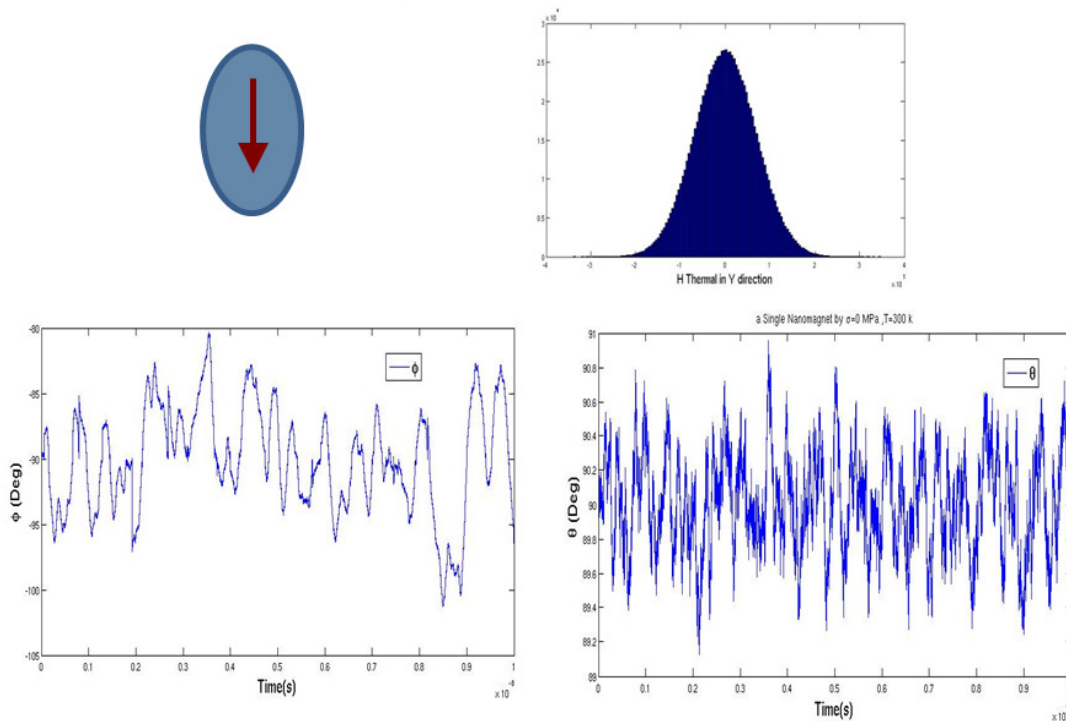 3
2.5
2
1.5
1
0.5
0
-4 -3 -2 -1 0 1 2 3 4
H Thermal in Y direction
-80
-85
-90
-95
-100
-105
ϕ (Deg)
ϕ
0 0.1 0.2 0.3 0.4 0.5 0.6 0.7 0.8 0.9 1
Time(s)
a Single Nanomagnet by σ=0 MPa ,T=300 k
91
90.8
90.6
90.4
90.2
90
89.8
89.6
89.4
89.2
89
θ (Deg)
θ
0 0.1 0.2 0.3 0.4 0.5 0.6 0.7 0.8 0.9
Time(s)